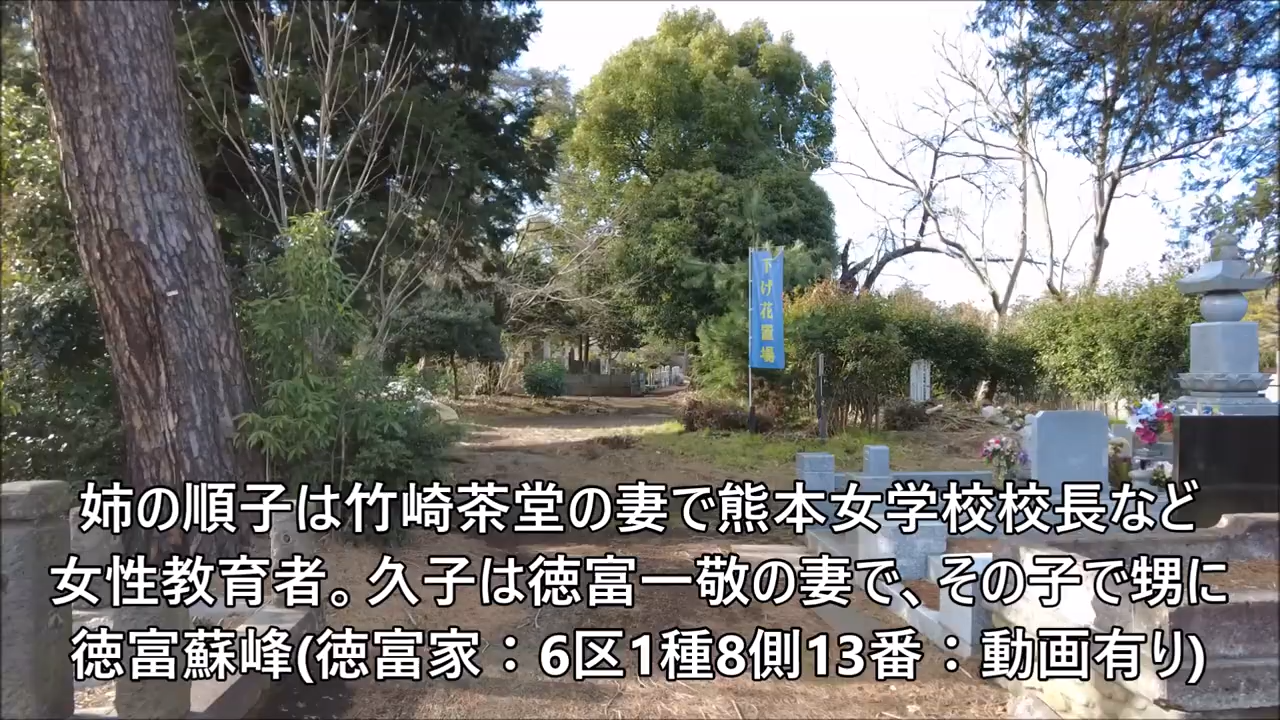 下げ花置場
姉の順子は竹崎茶堂の妻で熊本女学校校長など
女性教育者。久子は徳富一敬の妻で、その子で甥に
徳富蘇峰(徳富家：6区1種8側13番：動画有り)